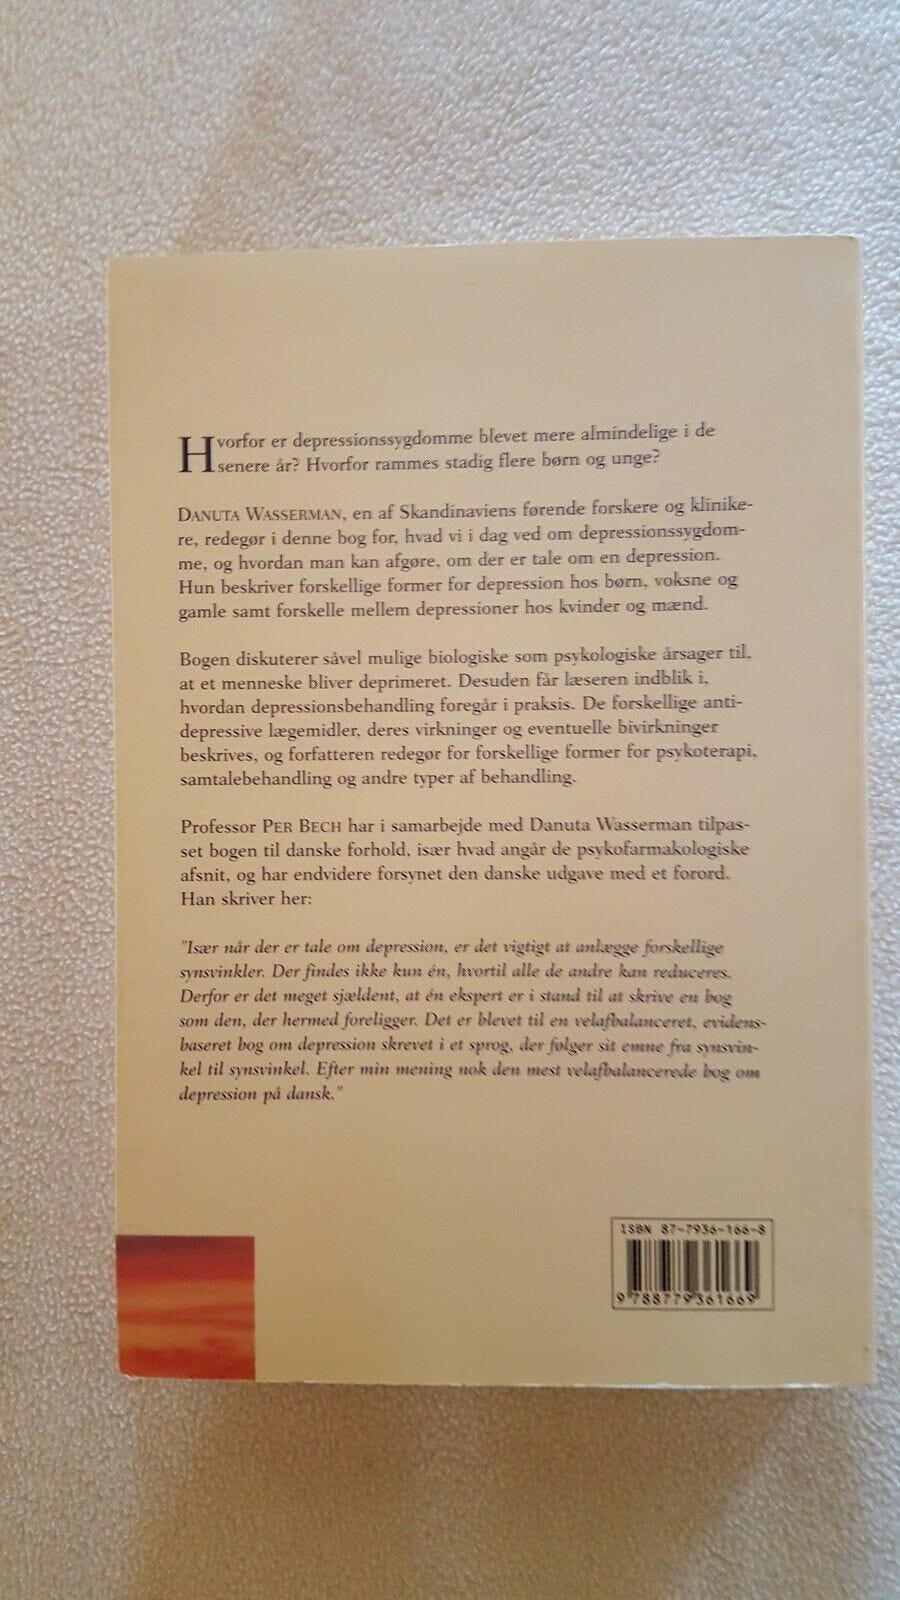 Hvorfor er depressionssygdomme blevet mere almindelige i de
senere år? Hvorfor rammes stadig flere børn og unge?
DANUTA WASSERMAN, en af Skandinaviens førende forskere og klinike-
re, redegør i denne bog for, hvad vi i dag ved om depressionssygdom-
me, og hvordan man kan afgøre, om der er tale om en depression.
Hun beskriver forskellige former for depression hos børn, voksne og
gamle samt forskelle mellem depressioner hos kvinder og mænd.
Bogen diskuterer såvel mulige biologiske som psykologiske årsager til,
at et menneske bliver deprimeret. Desuden får læseren indblik i,
hvordan depressionsbehandling foregår i praksis. De forskellige anti-
depressive lægemidler, deres virkninger og eventuelle bivirkninger
beskrives, og forfatteren redegør for forskellige former for psykoterapi,
samtalebehandling og andre typer af behandling.
Professor PER BECH har i samarbejde med Danuta Wasserman tilpas-
set bogen til danske forhold, især hvad angår de psykofarmakologiske
afsnit, og har endvidere forsynet den danske udgave med et forord.
Han skriver her:
"Især når der er tale om depression, er det vigtigt at anlægge forskellige
synsvinkler. Der findes ikke kun én, hvortil alle de andre kan reduceres.
Derfor er det meget sjældent, at én ekspert er i stand til at skrive en bog
som den, der hermed foreligger. Det er blevet til en velafbalanceret, evidens-
baseret bog om depression skrevet i et sprog, der følger sit emne fra synsvin-
kel til synsvinkel. Efter min mening nok den mest velafbalancerede bog om
depression på dansk."
ISBN 87-7936-166-8
9 788779 361669